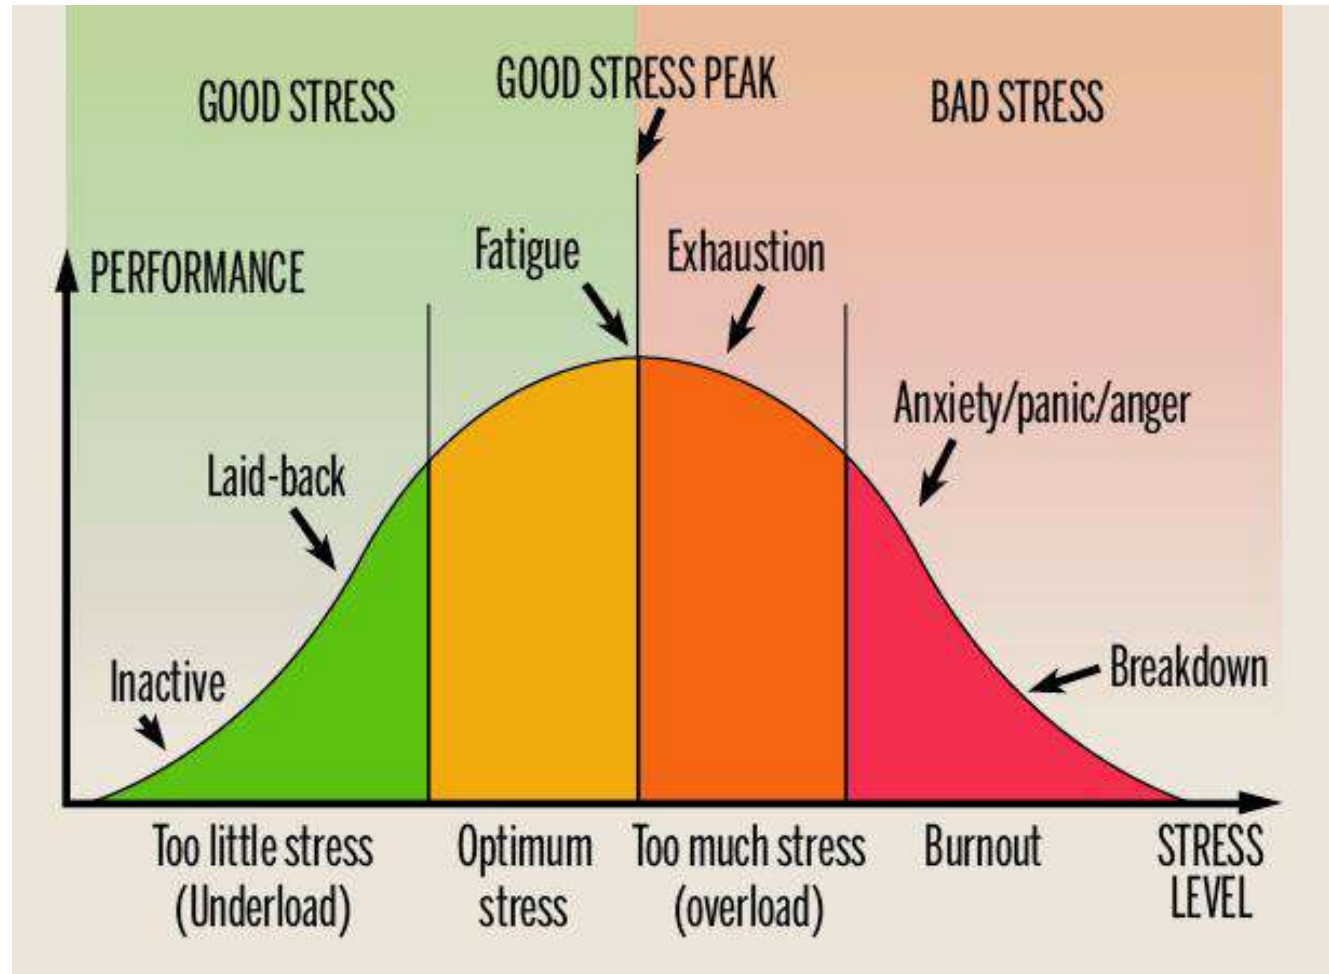 GOOD STRESS
GOOD STRESS PEAK
BAD STRESS
PERFORMANCE
Fatigue
Exhaustion
Laid-back
Anxiety/panic/anger
Inactive
Breakdown
Too little stress
(Underload)
Optimum
stress
Too much stress
(overload)
Burnout
STRESS
LEVEL